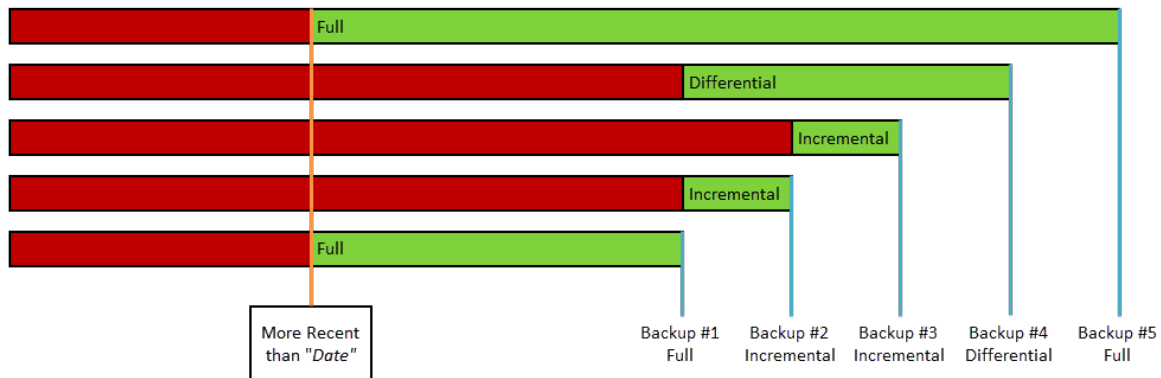 Full
Differential
Incremental
Incremental
Full
More Recent
than "Date"
Backup #1
Full
Backup #2
Incremental
Backup #3
Incremental
Backup #4
Differential
Backup #5
Full